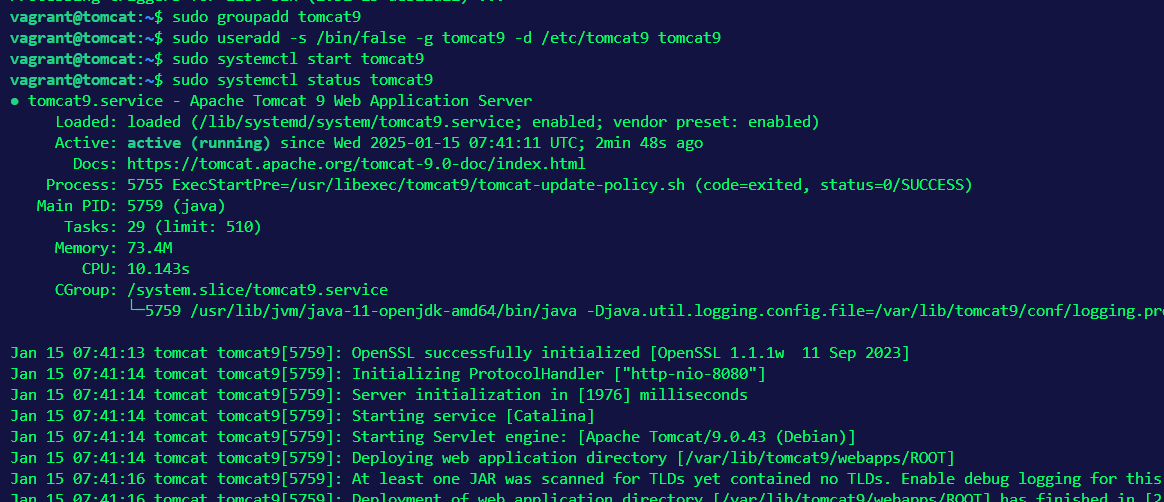 vagrant@tomcat:~$ sudo groupadd tomcat9
vagrant@tomcat:~$ sudo useradd -s /bin/false -g tomcat9 -d /etc/tomcat9 tomcat9
vagrant@tomcat:~$ sudo systemctl start tomcat9
vagrant@tomcat:~$ sudo systemctl status tomcat9
● tomcat9.service - Apache Tomcat 9 Web Application Server
Loaded: loaded (/lib/systemd/system/tomcat9.service; enabled; vendor preset: enabled)
Active: active (running) since Wed 2025-01-15 07:41:11 UTC; 2min 48s ago
Docs: https://tomcat.apache.org/tomcat-9.0-doc/index.html
Process: 5755 ExecStartPre=/usr/libexec/tomcat9/tomcat-update-policy.sh (code=exited, status=0/SUCCESS)
Main PID: 5759 (java)
Tasks: 29 (limit: 510)
Memory: 73.4M
CPU: 10.143s
CGroup: /system.slice/tomcat9.service
└─5759 /usr/lib/jvm/java-11-openjdk-amd64/bin/java -Djava.util.logging.config.file=/var/lib/tomcat9/conf/logging.pro
Jan 15 07:41:13 tomcat tomcat9[5759]: OpenSSL successfully initialized [OpenSSL 1.1.1w  11 Sep 2023]
Jan 15 07:41:14 tomcat tomcat9[5759]: Initializing ProtocolHandler ["http-nio-8080"]
Jan 15 07:41:14 tomcat tomcat9[5759]: Server initialization in [1976] milliseconds
Jan 15 07:41:14 tomcat tomcat9[5759]: Starting service [Catalina]
Jan 15 07:41:14 tomcat tomcat9[5759]: Starting Servlet engine: [Apache Tomcat/9.0.43 (Debian)]
Jan 15 07:41:14 tomcat tomcat9[5759]: Deploying web application directory [/var/lib/tomcat9/webapps/ROOT]
Jan 15 07:41:16 tomcat tomcat9[5759]: At least one JAR was scanned for TLDs yet contained no TLDs. Enable debug logging for this
Jan 15 07:41:16 tomcat tomcat9[5759]: Deployment of web application directory [/var/lib/tomcat9/webapps/ROOT] has finished in [2